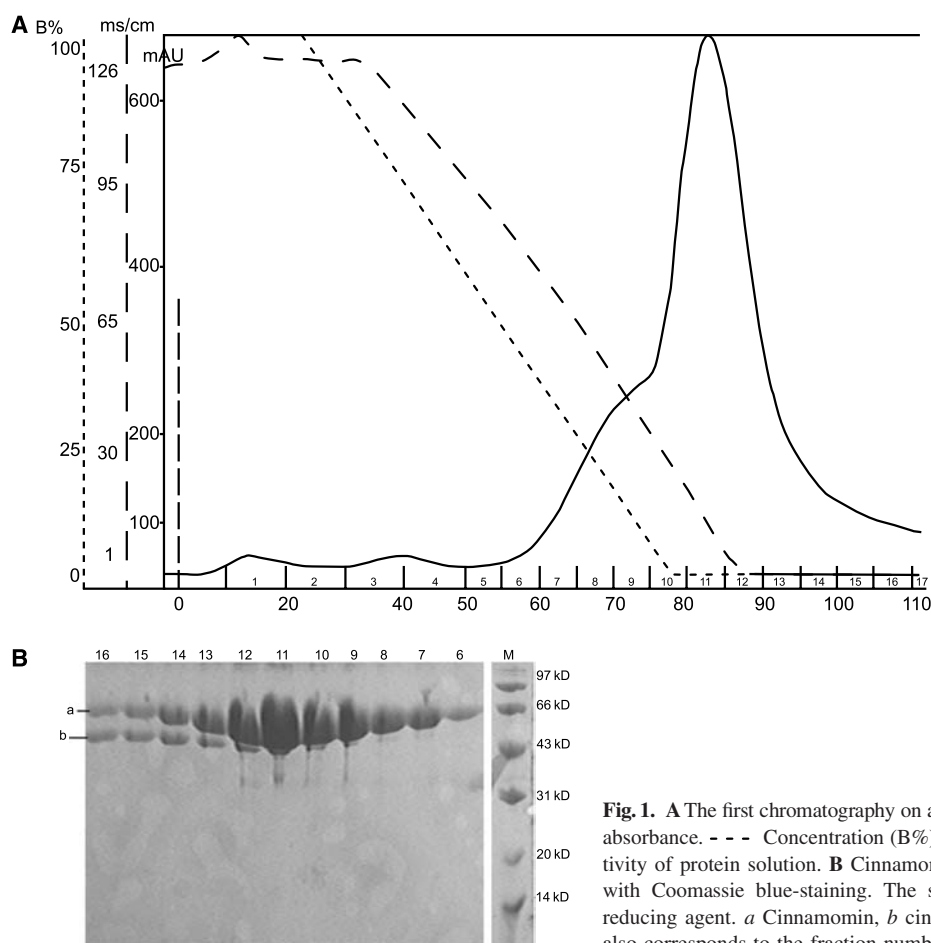 A B% ms/cm
mAU
100
126
600
75
95
400
50
65
200
25
30
100
1
0
1 2 3 4 5 6 7 8 9 10 11 12 13 14 15 16 17
0 20 40 50 60 70 80 90 100 110
B 16 15 14 13 12 11 10 9 8 7 6 M
97 kD
a
66 kD
b
43 kD
31 kD
20 kD
14 kD
Fig. 1. A The first chromatography on a
absorbance. - - - Concentration (B%)
tivity of protein solution. B Cinnamon
with Coomassie blue-staining. The s
reducing agent. a Cinnamomin, b cin
also corresponds to the fraction numb